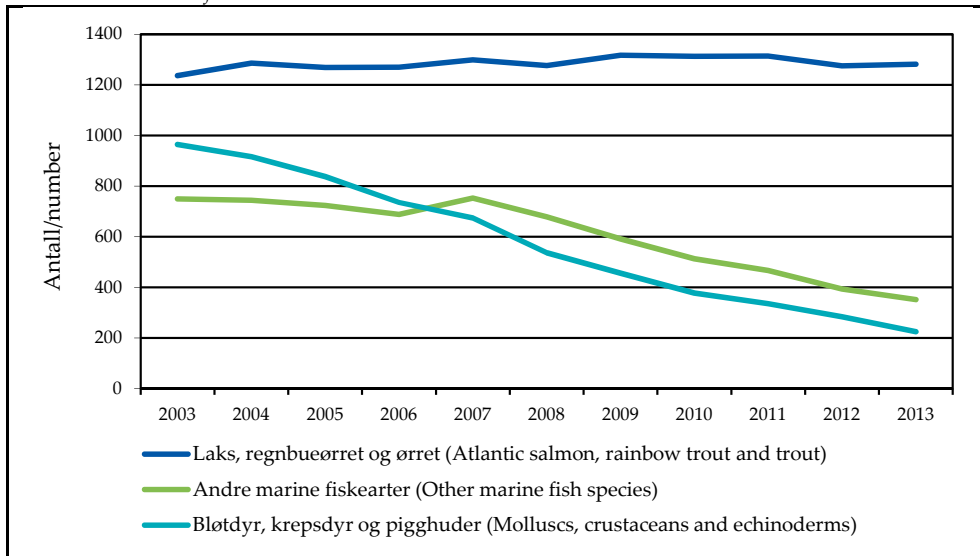 1400
1200
1000
800
600
400
200
0
Antall/number
2003 2004 2005 2006 2007 2008 2009 2010 2011 2012 2013
Laks, regnbueørret og ørret (Atlantic salmon, rainbow trout and trout)
Andre marine fiskearter (Other marine fish species)
Bløtdyr, krepsdyr og pigghuder (Molluscs, crustaceans and echinoderms)